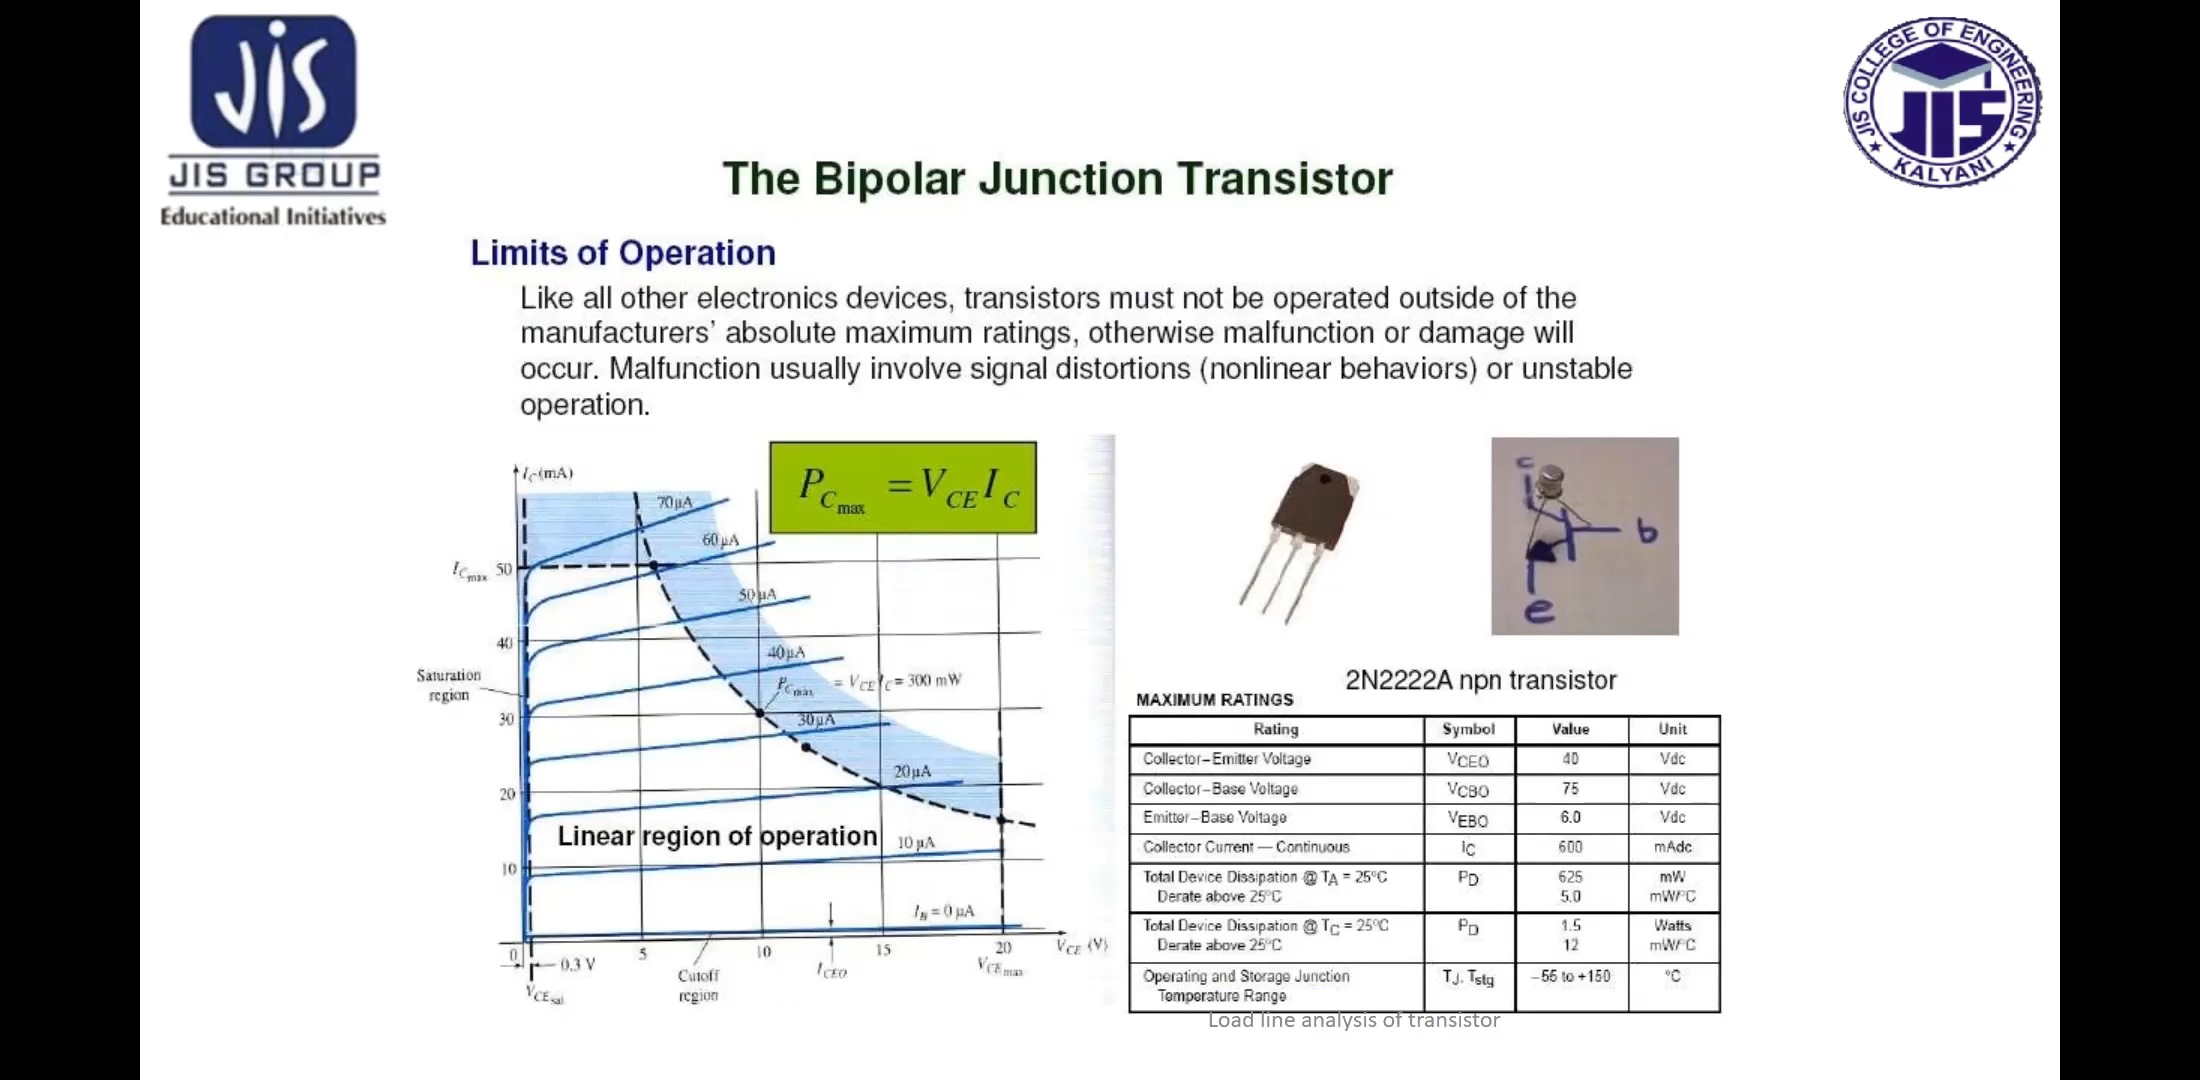 JIS
JIS GROUP
Educational Initiatives
JIS COLLEGE OF ENGINEERING
JIS
KALYANI
The Bipolar Junction Transistor
Limits of Operation
Like all other electronics devices, transistors must not be operated outside of the
manufacturers' absolute maximum ratings, otherwise malfunction or damage will
occur. Malfunction usually involve signal distortions (nonlinear behaviors) or unstable
operation.
P_Cmax = V_CE I_C
I_C (mA)
70 μA
60 μA
I_Cmax 50
50 μA
40
40 μA
Saturation
region
P_Cmax = V_CE I_C = 300 mW
30
30 μA
20 μA
20
Linear region of operation
10 μA
10
I_B = 0 μA
0 5 10 15 20 V_CE (V)
0.3 V
V_CEsat
Cutoff
region
I_CEO
V_CEmax
c
b
e
2N2222A npn transistor
MAXIMUM RATINGS
Rating Symbol Value Unit
Collector–Emitter Voltage VCEO 40 Vdc
Collector–Base Voltage VCBO 75 Vdc
Emitter–Base Voltage VEBO 6.0 Vdc
Collector Current — Continuous IC 600 mAdc
Total Device Dissipation @ TA = 25°C PD 625 mW
Derate above 25°C 5.0 mW/°C
Total Device Dissipation @ TC = 25°C PD 1.5 Watts
Derate above 25°C 12 mW/°C
Operating and Storage Junction TJ, Tstg –55 to +150 °C
Temperature Range
Load line analysis of transistor